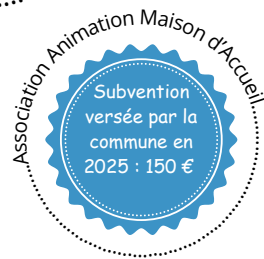 Association Animation Maison d'Accueil
Subvention
versée par la
commune en
2025 : 150 €